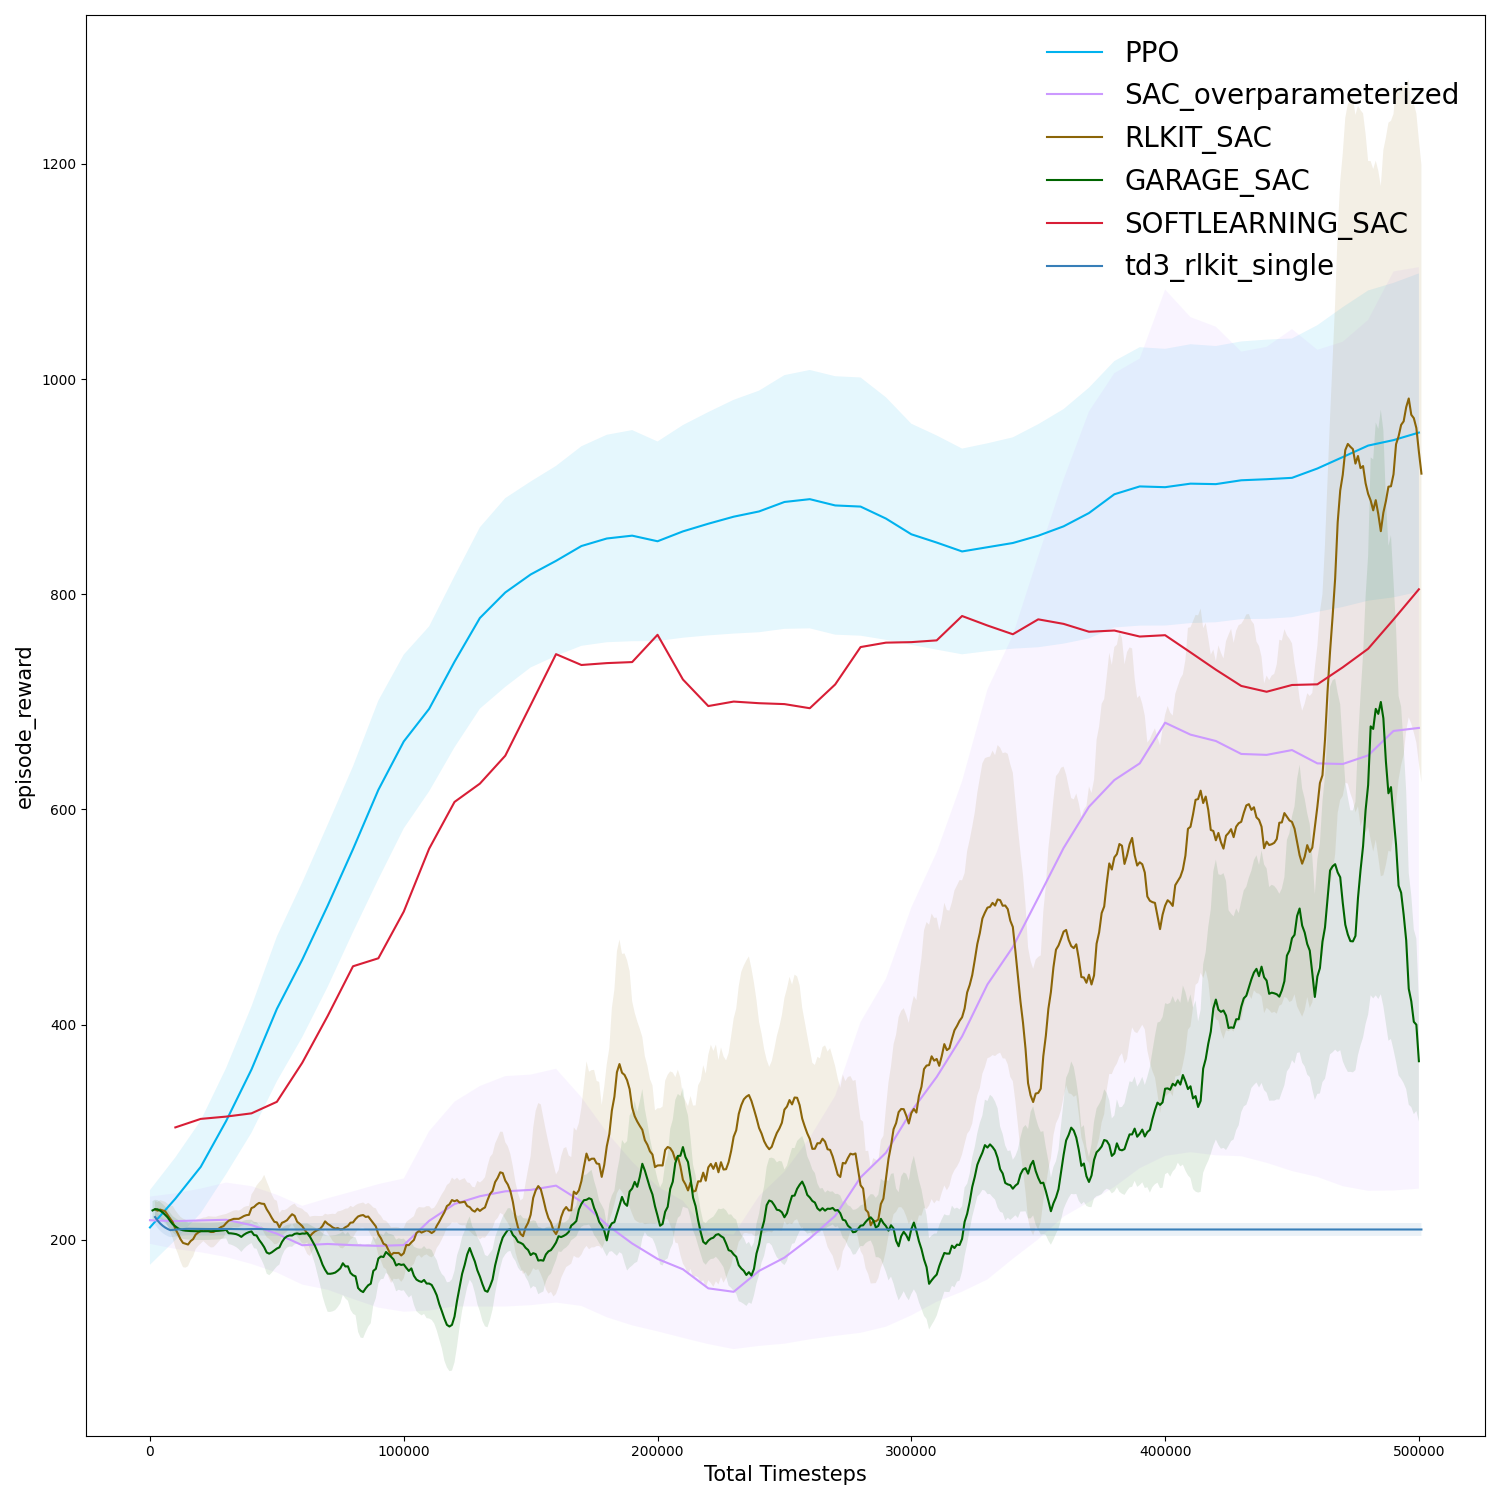 PPO
SAC_overparameterized
RLKIT_SAC
GARAGE_SAC
SOFTLEARNING_SAC
td3_rlkit_single
1200
1000
800
600
400
200
episode_reward
0 100000 200000 300000 400000 500000
Total Timesteps